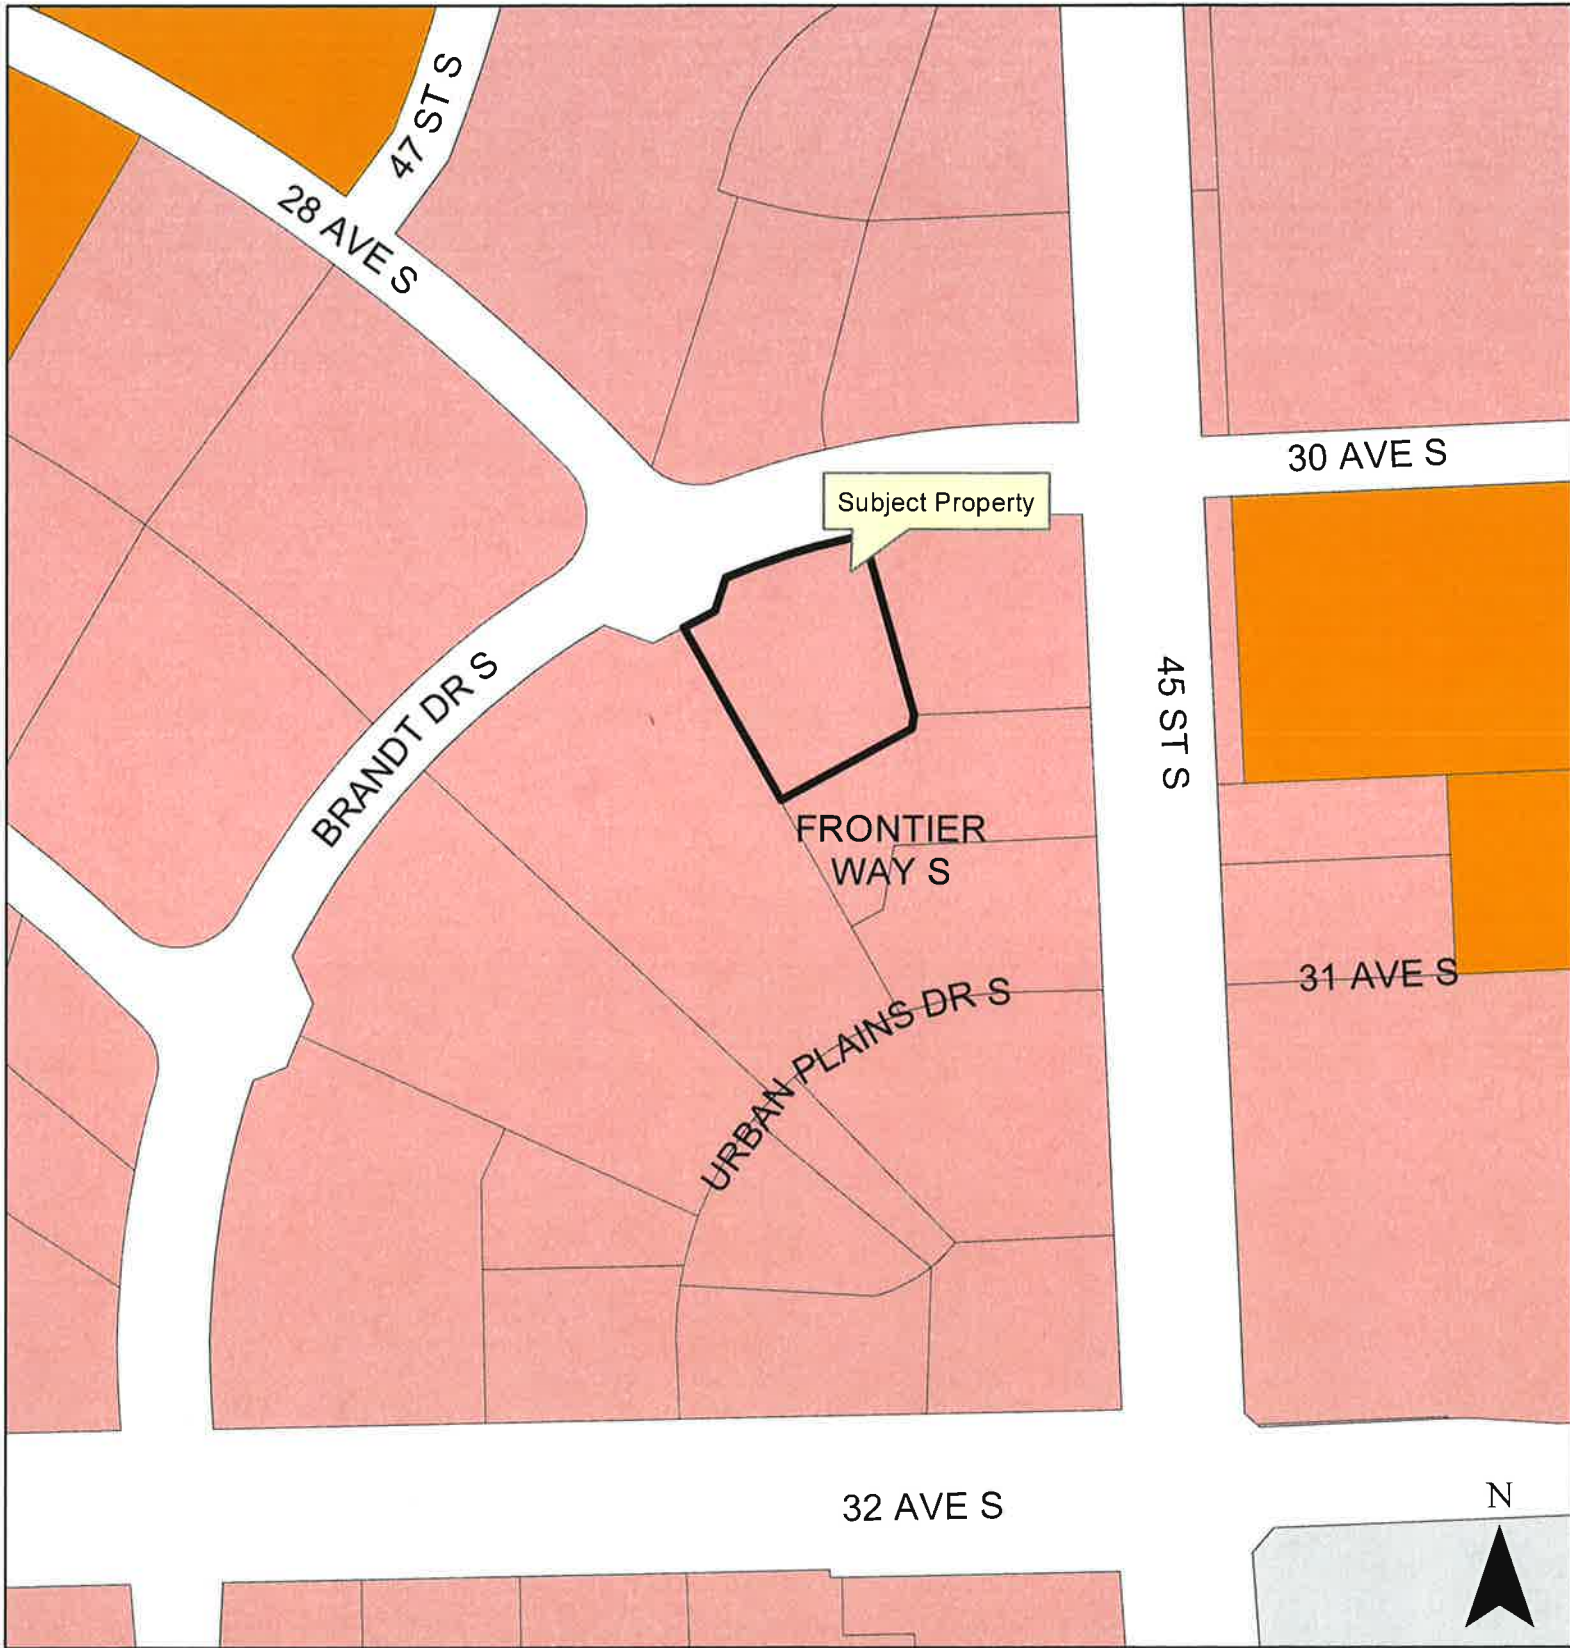 47 ST S
28 AVE S
30 AVE S
Subject Property
BRANDT DR S
45 ST S
FRONTIER
WAY S
31 AVE S
URBAN PLAINS DR S
32 AVE S
N